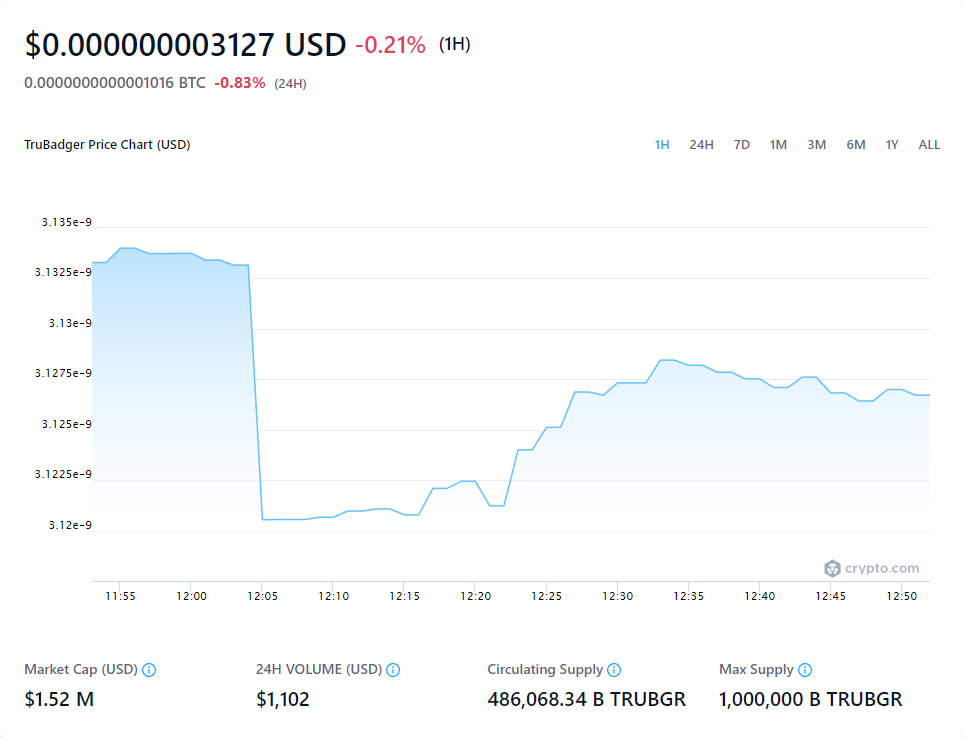 $0.000000003127 USD -0.21% (1H)
0.0000000000001016 BTC -0.83% (24H)
TruBadger Price Chart (USD) 1H 24H 7D 1M 3M 6M 1Y ALL
3.135e-9
3.1325e-9
3.13e-9
3.1275e-9
3.125e-9
3.1225e-9
3.12e-9
crypto.com
11:55 12:00 12:05 12:10 12:15 12:20 12:25 12:30 12:35 12:40 12:45 12:50
Market Cap (USD) 24H VOLUME (USD) Circulating Supply Max Supply
$1.52 M $1,102 486,068.34 B TRUBGR 1,000,000 B TRUBGR